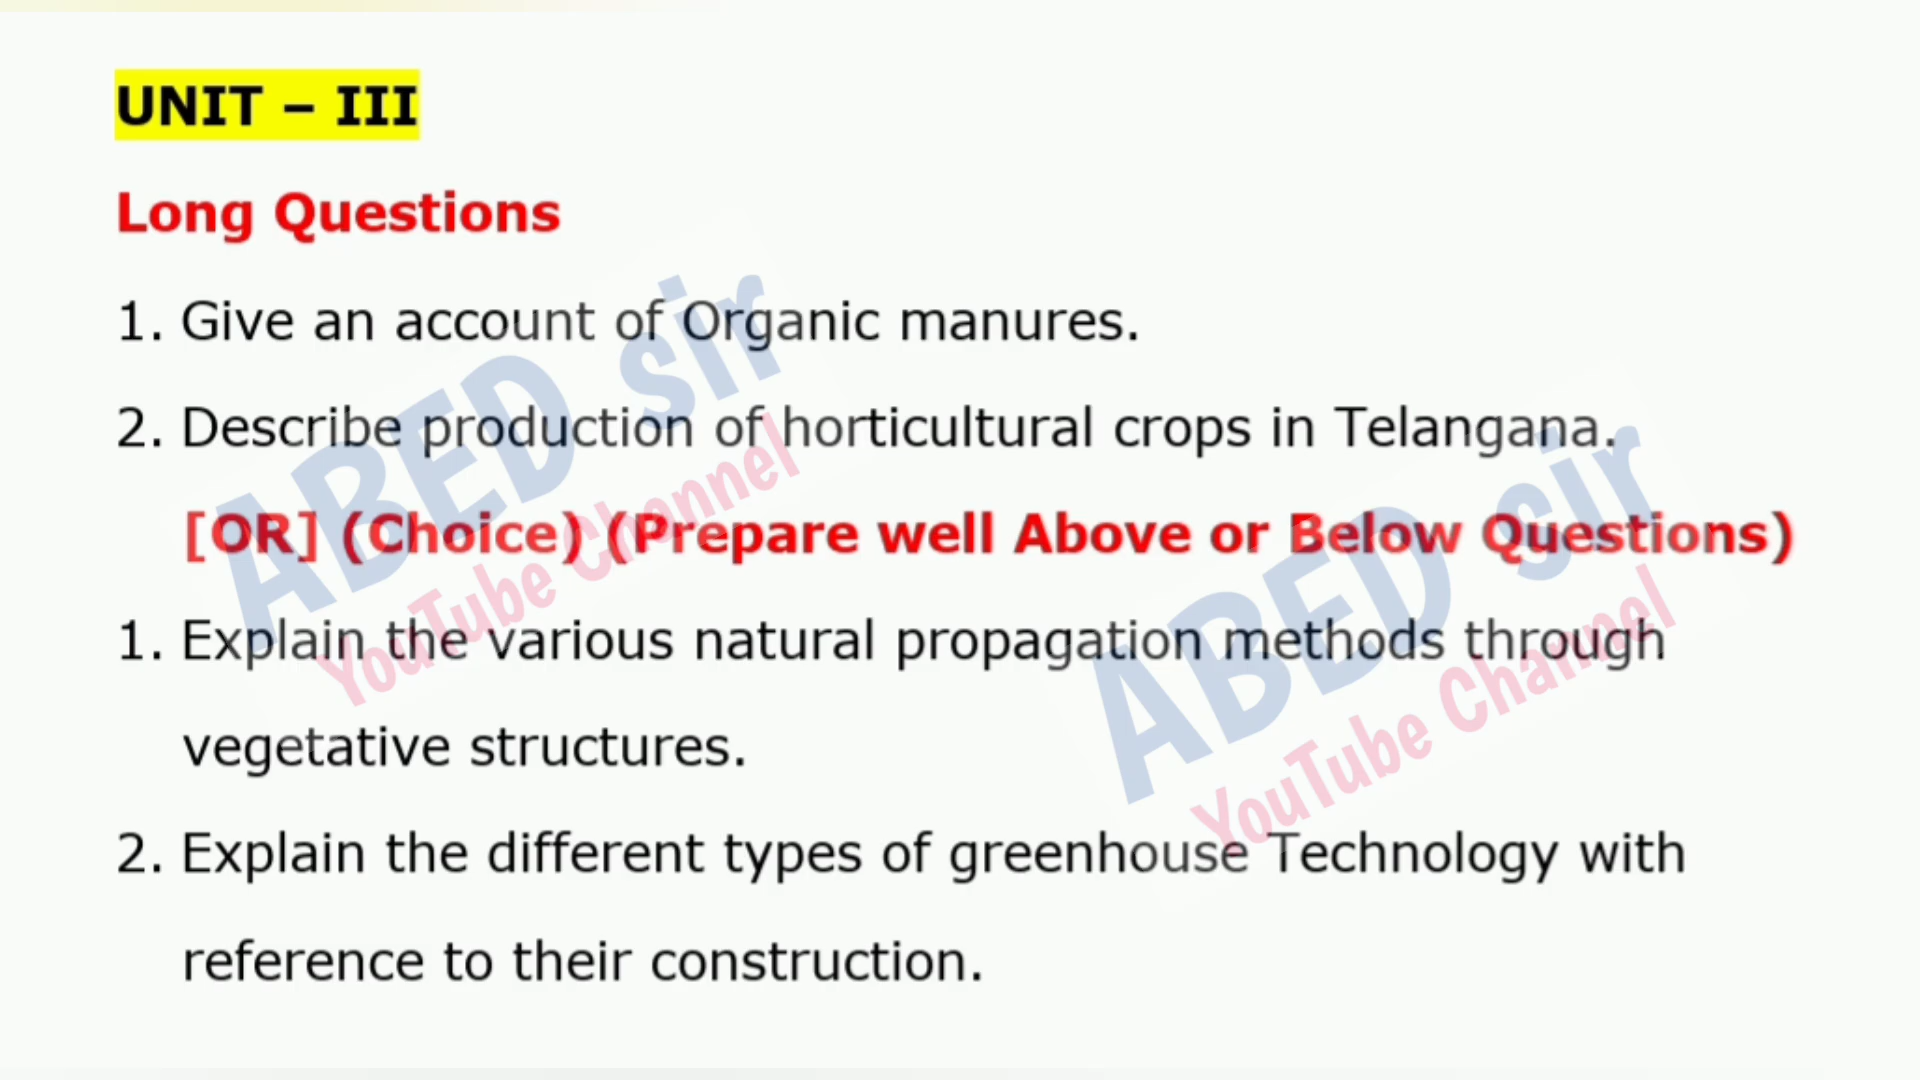 UNIT – III
Long Questions
1. Give an account of Organic manures.
2. Describe production of horticultural crops in Telangana.
[OR] (Choice) (Prepare well Above or Below Questions)
1. Explain the various natural propagation methods through
vegetative structures.
2. Explain the different types of greenhouse Technology with
reference to their construction.
ABED sir
YouTube Channel
ABED sir
YouTube Channel